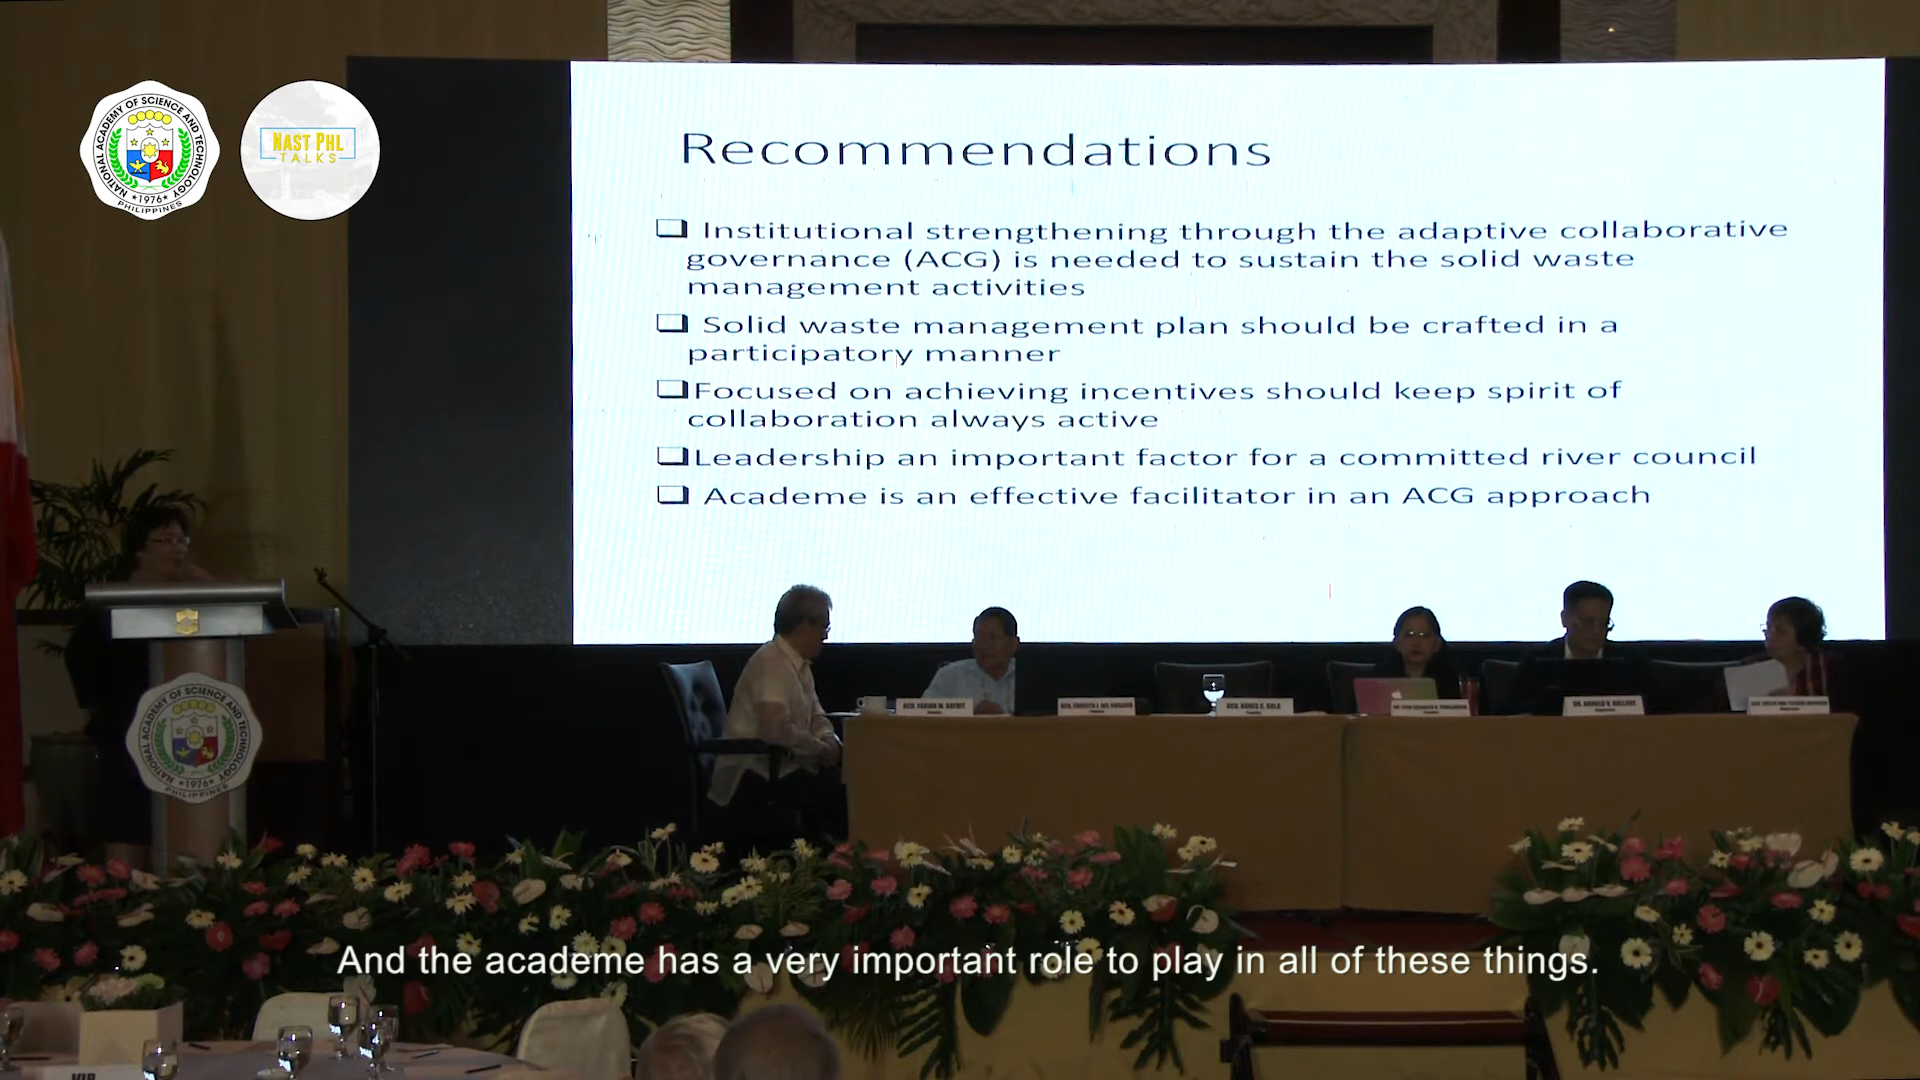 NATIONAL ACADEMY OF SCIENCE AND TECHNOLOGY
1976
PHILIPPINES
NAST PHL
TALKS
Recommendations
Institutional strengthening through the adaptive collaborative
governance (ACG) is needed to sustain the solid waste
management activities
Solid waste management plan should be crafted in a
participatory manner
Focused on achieving incentives should keep spirit of
collaboration always active
Leadership an important factor for a committed river council
Academe is an effective facilitator in an ACG approach
ACD. FABIAN M. DAYRIT
NATIONAL ACADEMY OF SCIENCE AND TECHNOLOGY
1976
PHILIPPINES
And the academe has a very important role to play in all of these things.
VIP